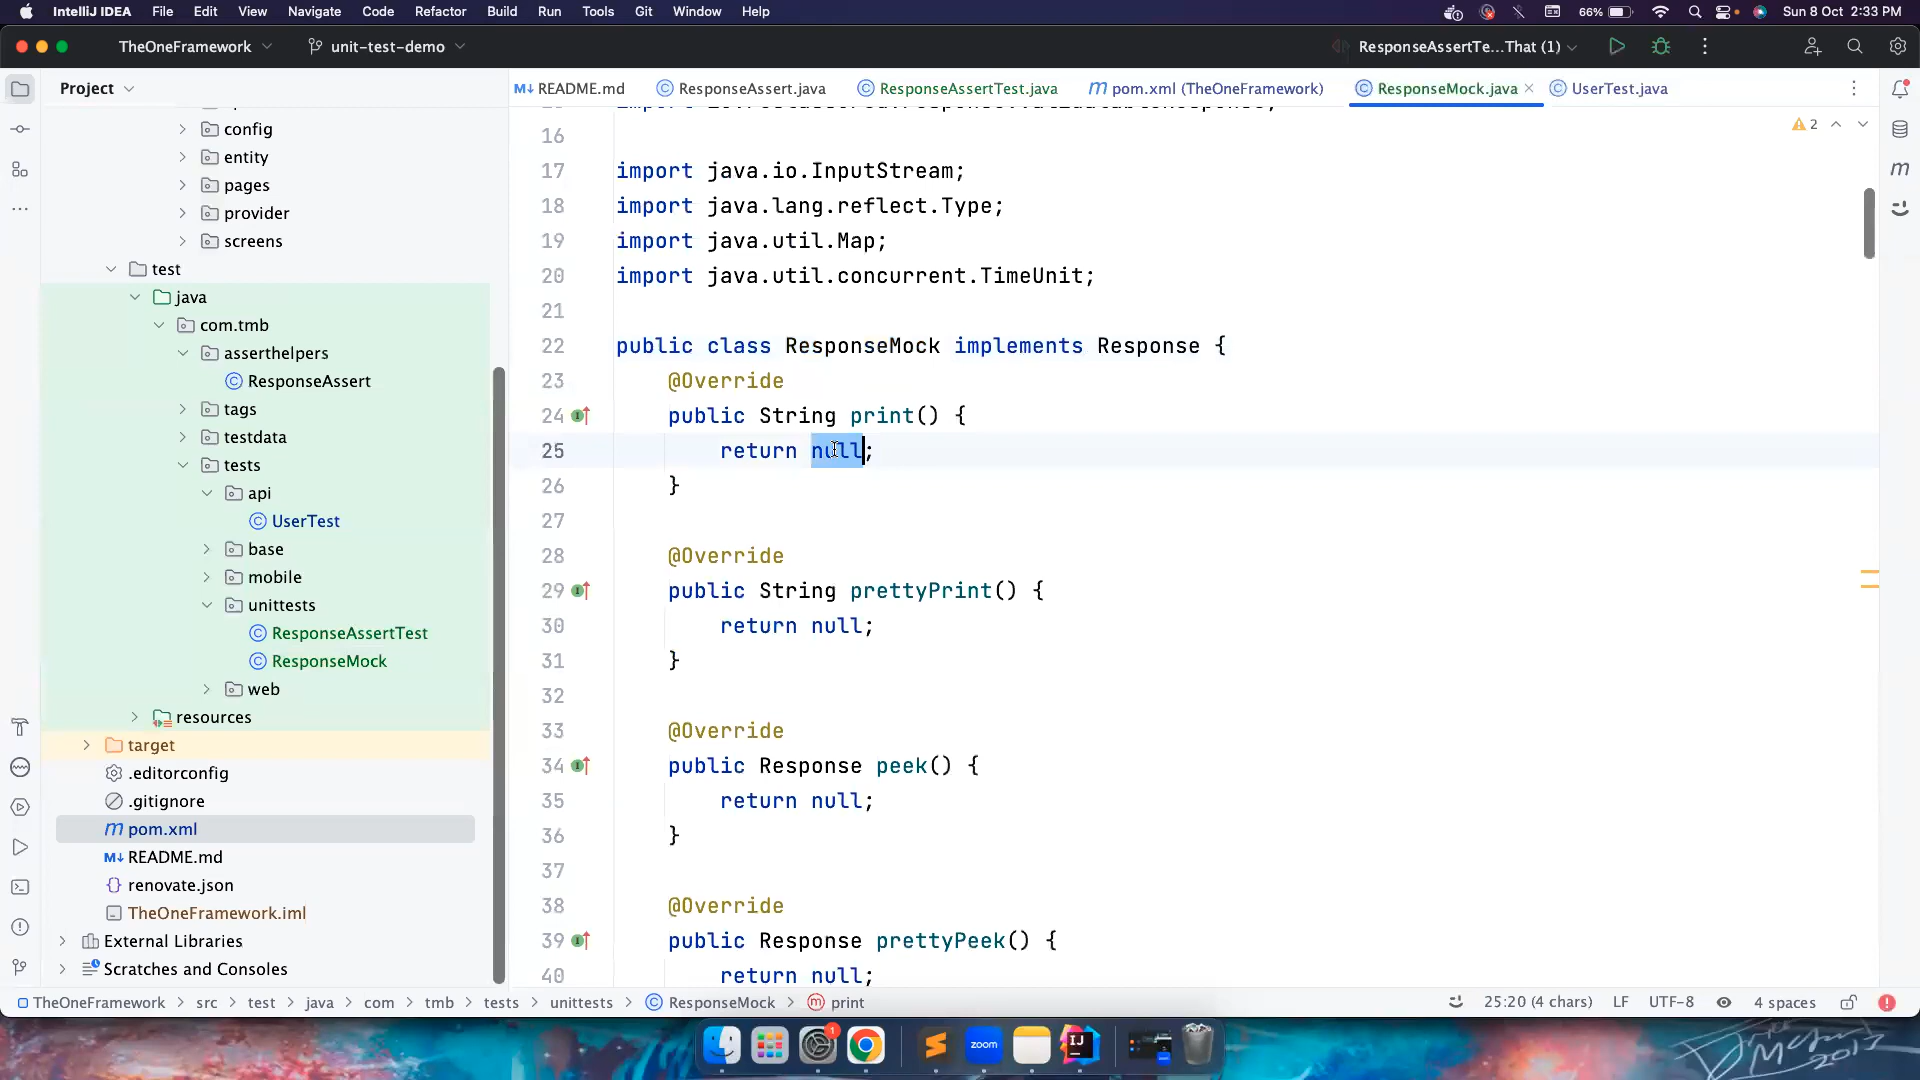 IntelliJ IDEA File Edit View Navigate Code Refactor Build Run Tools Git Window Help 66% Sun 8 Oct 2:33 PM
TheOneFramework unit-test-demo ResponseAssertTe...That (1)
Project
M↓ README.md
ResponseAssert.java
ResponseAssertTest.java
pom.xml (TheOneFramework)
ResponseMock.java
UserTest.java
config
entity
pages
provider
screens
test
java
com.tmb
asserthelpers
ResponseAssert
tags
testdata
tests
api
UserTest
base
mobile
unittests
ResponseAssertTest
ResponseMock
web
resources
target
.editorconfig
.gitignore
pom.xml
M↓ README.md
renovate.json
TheOneFramework.iml
External Libraries
Scratches and Consoles
2
16
17 import java.io.InputStream;
18 import java.lang.reflect.Type;
19 import java.util.Map;
20 import java.util.concurrent.TimeUnit;
21
22 public class ResponseMock implements Response {
23 @Override
24 public String print() {
25 return null;
26 }
27
28 @Override
29 public String prettyPrint() {
30 return null;
31 }
32
33 @Override
34 public Response peek() {
35 return null;
36 }
37
38 @Override
39 public Response prettyPeek() {
40 return null;
TheOneFramework > src > test > java > com > tmb > tests > unittests > ResponseMock > print 25:20 (4 chars) LF UTF-8 4 spaces
1
zoom
IJ
2017